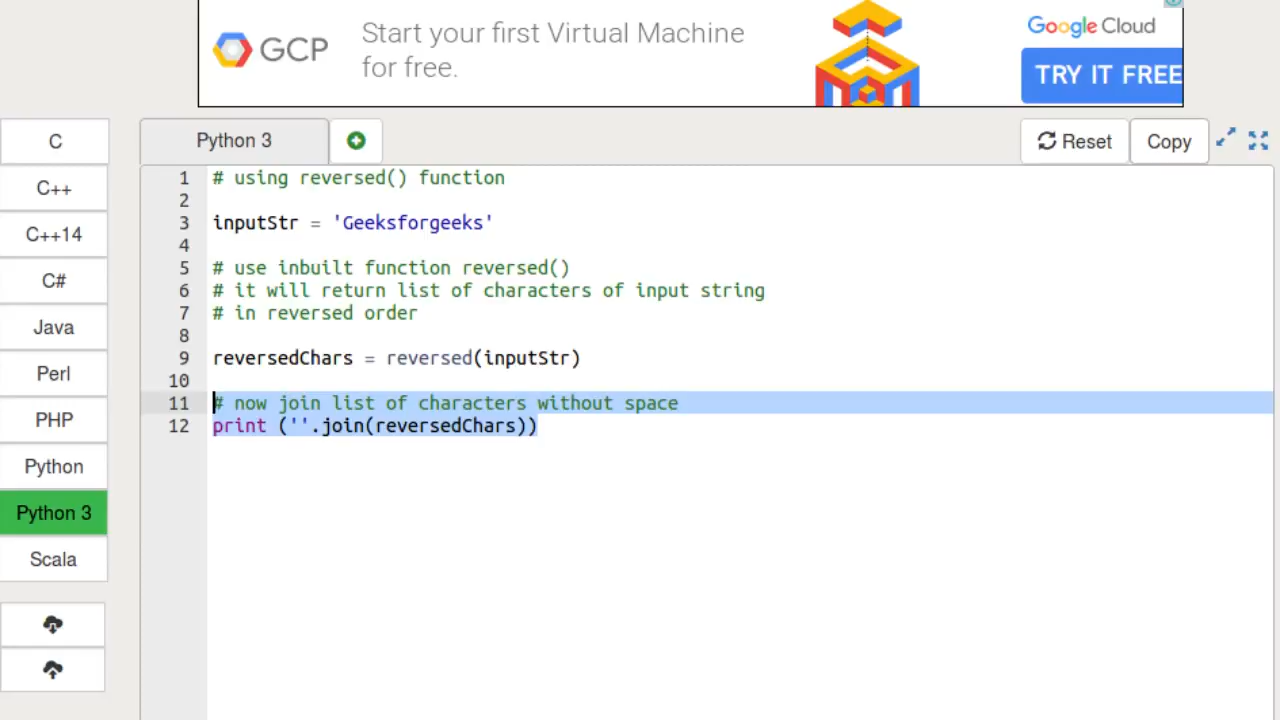 GCP
Start your first Virtual Machine
for free.
Google Cloud
TRY IT FREE
C
C++
C++14
C#
Java
Perl
PHP
Python
Python 3
Scala
Python 3
Reset
Copy
1 # using reversed() function
2
3 inputStr = 'Geeksforgeeks'
4
5 # use inbuilt function reversed()
6 # it will return list of characters of input string
7 # in reversed order
8
9 reversedChars = reversed(inputStr)
10
11 # now join list of characters without space
12 print (''.join(reversedChars))